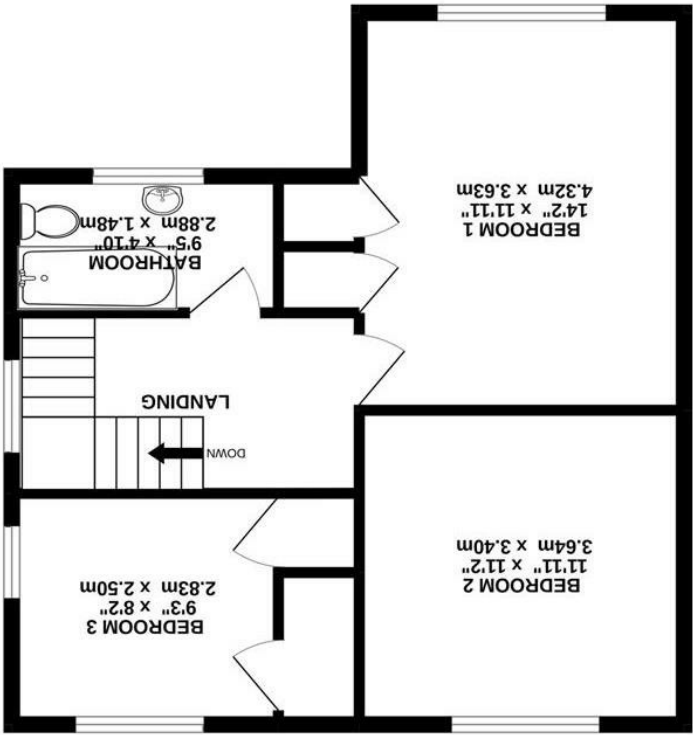 BEDROOM 2
11'11" x 11'2"
3.64m x 3.40m
BEDROOM 3
9'3" x 8'2"
2.83m x 2.50m
DOWN
LANDING
BEDROOM 1
14'2" x 11'11"
4.32m x 3.63m
BATHROOM
9'5" x 4'10"
2.88m x 1.48m